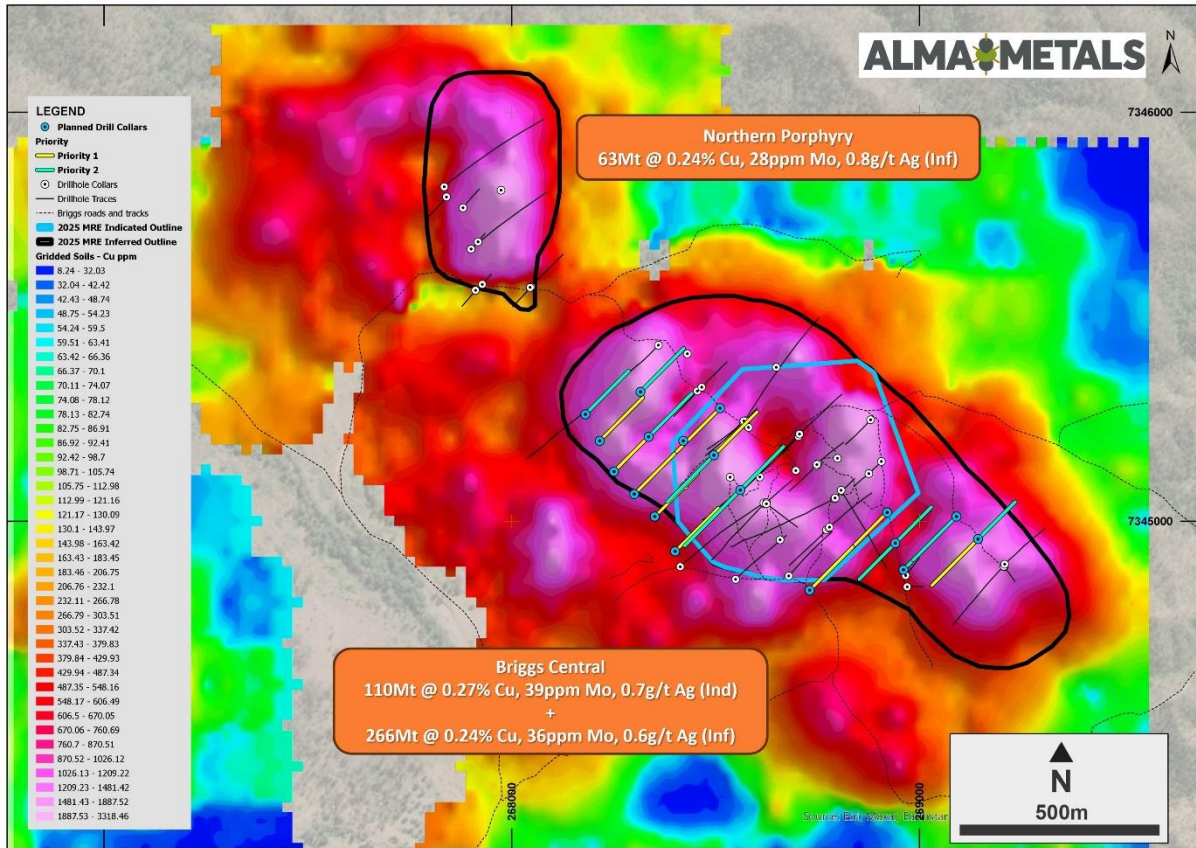 ALMA METALS
N
7346000
LEGEND
Planned Drill Collars
Priority
Priority 1
Priority 2
Drillhole Collars
Drillhole Traces
Briggs roads and tracks
2025 MRE Indicated Outline
2025 MRE Inferred Outline
Gridded Soils - Cu ppm
8.24 - 32.03
32.04 - 42.42
42.43 - 48.74
48.75 - 54.23
54.24 - 59.5
59.51 - 63.41
63.42 - 66.36
66.37 - 70.1
70.11 - 74.07
74.08 - 78.12
78.13 - 82.74
82.75 - 86.91
86.92 - 92.41
92.42 - 98.7
98.71 - 105.74
105.75 - 112.98
112.99 - 121.16
121.17 - 130.09
130.1 - 143.97
143.98 - 163.42
163.43 - 183.45
183.46 - 206.75
206.76 - 232.1
232.11 - 266.78
266.79 - 303.51
303.52 - 337.42
337.43 - 379.83
379.84 - 429.93
429.94 - 487.34
487.35 - 548.16
548.17 - 606.49
606.5 - 670.05
670.06 - 760.69
760.7 - 870.51
870.52 - 1026.12
1026.13 - 1209.22
1209.23 - 1481.42
1481.43 - 1887.52
1887.53 - 3318.46
Northern Porphyry
63Mt @ 0.24% Cu, 28ppm Mo, 0.8g/t Ag (Inf)
7345000
Briggs Central
110Mt @ 0.27% Cu, 39ppm Mo, 0.7g/t Ag (Ind)
+
266Mt @ 0.24% Cu, 36ppm Mo, 0.6g/t Ag (Inf)
268000
269000
N
500m
Source: Esri, Maxar, Earthstar